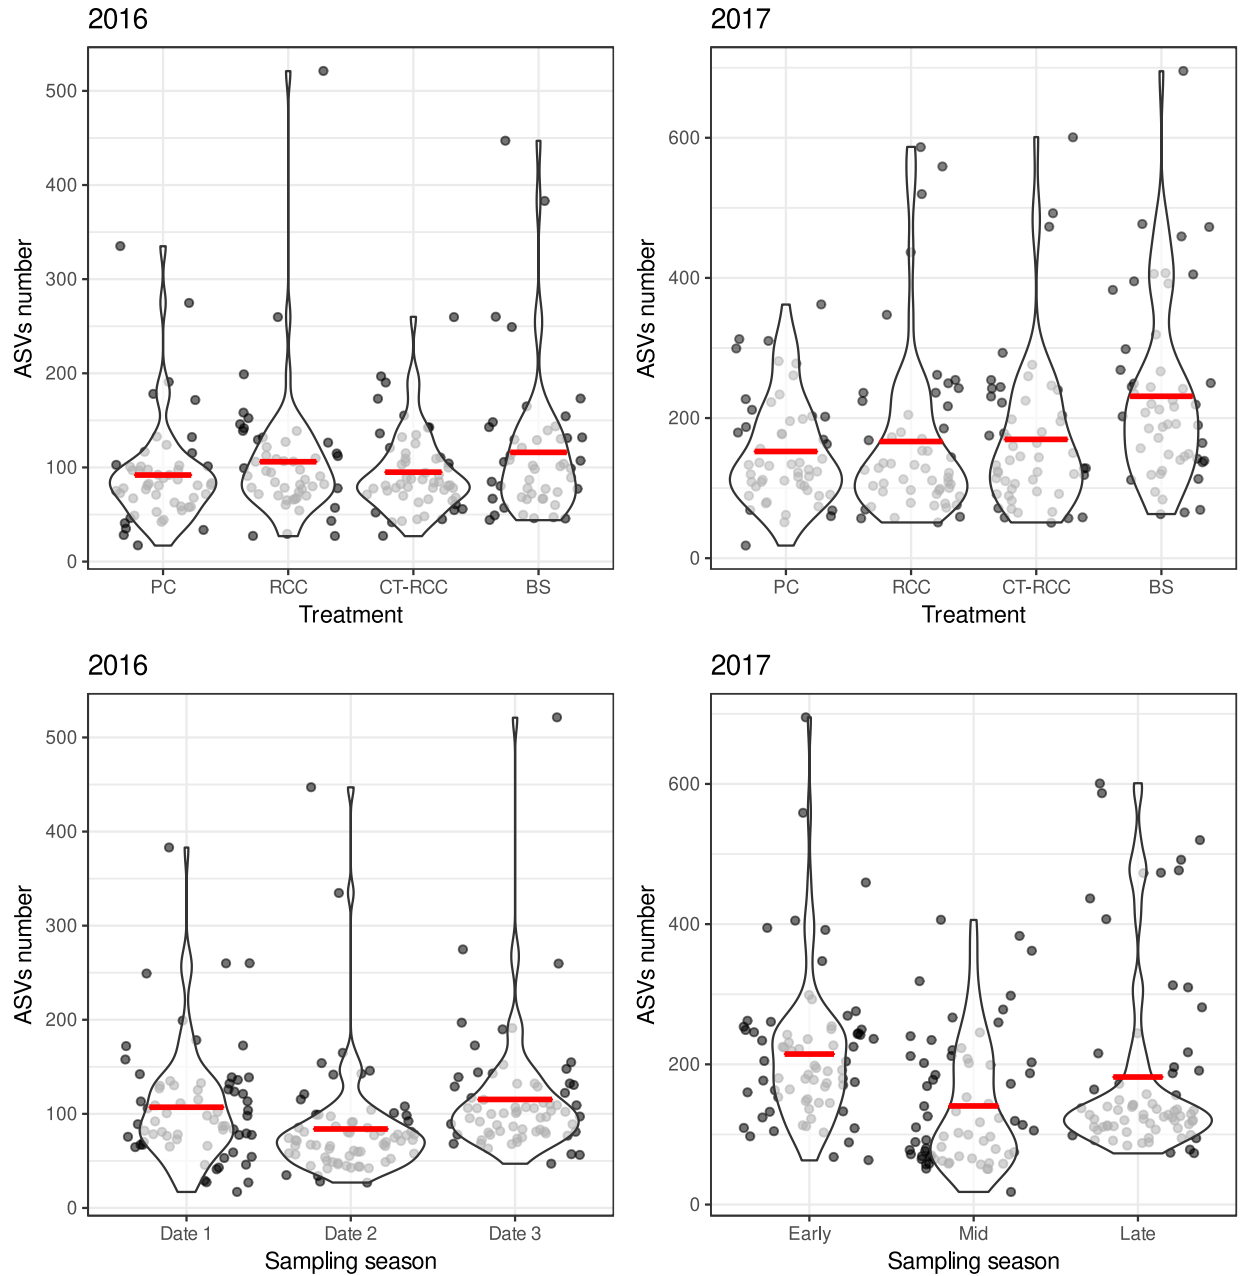 2016
ASVs number
500
400
300
200
100
0
PC RCC CT-RCC BS
Treatment
2017
ASVs number
600
400
200
0
PC RCC CT-RCC BS
Treatment
2016
ASVs number
500
400
300
200
100
0
Date 1 Date 2 Date 3
Sampling season
2017
ASVs number
600
400
200
0
Early Mid Late
Sampling season